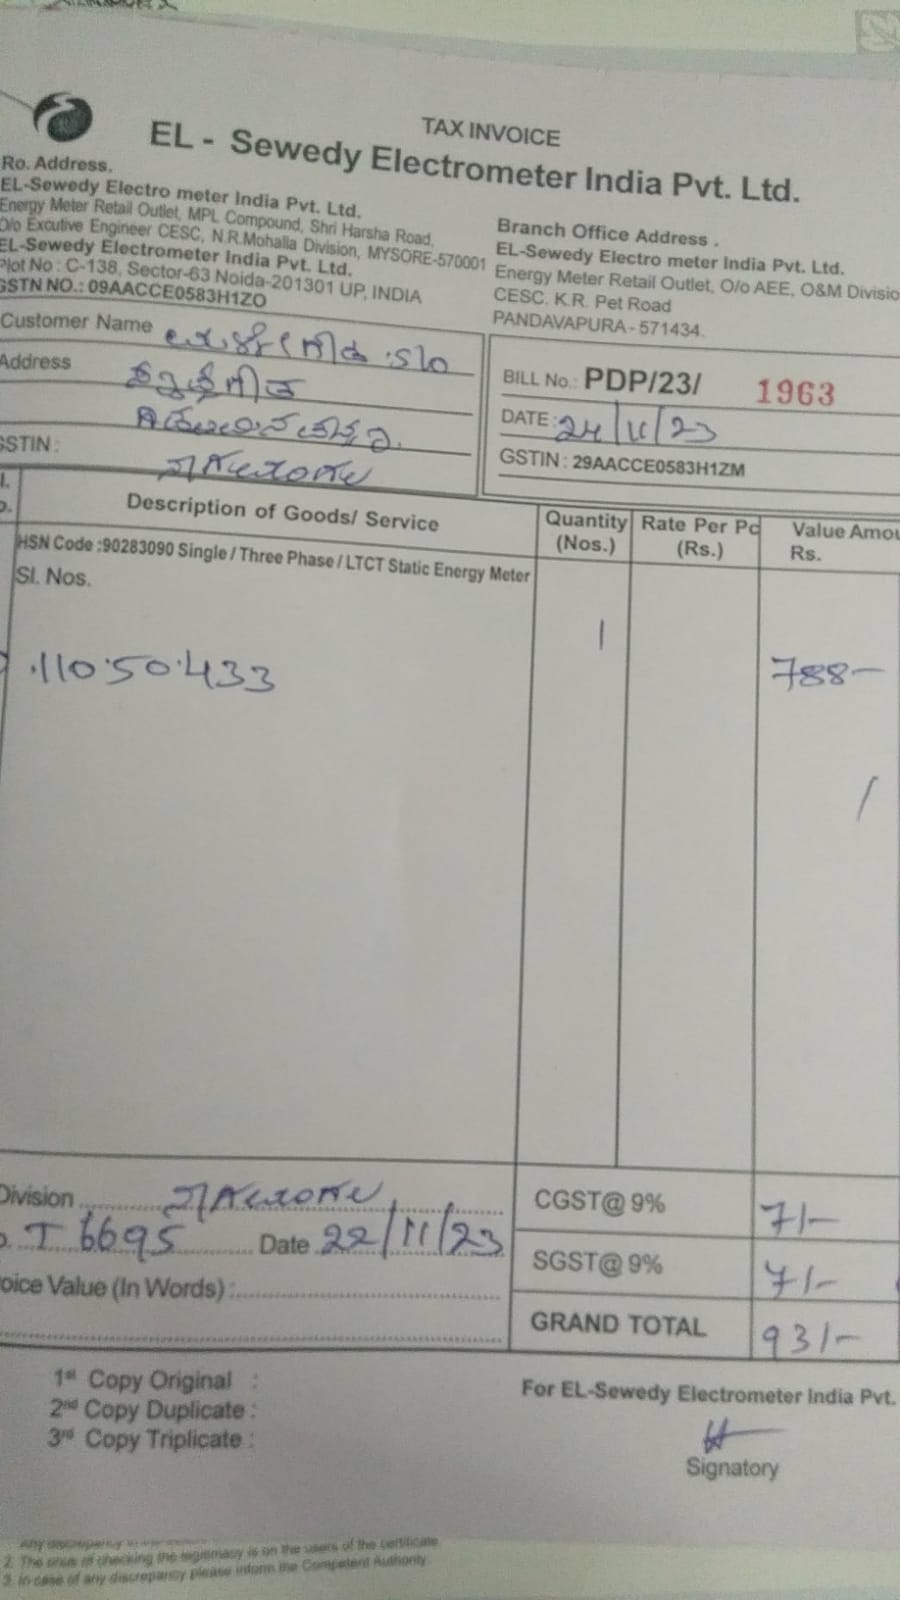 TAX INVOICE
EL - Sewedy Electrometer India Pvt. Ltd.
Ro. Address.
EL-Sewedy Electro meter India Pvt. Ltd.
Energy Meter Retail Outlet, MPL Compound, Shri Harsha Road,
D/o Excutive Engineer CESC, N.R.Mohalla Division, MYSORE-570001
EL-Sewedy Electrometer India Pvt. Ltd.
Plot No : C-138, Sector-63 Noida-201301 UP, INDIA
GSTN NO.: 09AACCE0583H1ZO
Branch Office Address .
EL-Sewedy Electro meter India Pvt. Ltd.
Energy Meter Retail Outlet, O/o AEE, O&M Divisio
CESC. K.R. Pet Road
PANDAVAPURA - 571434.
Customer Name
Address
GSTIN :
BILL No.: PDP/23/ 1963
DATE : 24/11/23
GSTIN : 29AACCE0583H1ZM
Description of Goods/ Service
Quantity (Nos.)
Rate Per Pc (Rs.)
Value Amou Rs.
HSN Code :90283090 Single / Three Phase / LTCT Static Energy Meter
Sl. Nos.
1
11050433
788-
Division
T 6695 Date 22/11/23
oice Value (In Words) :
CGST@ 9% 71-
SGST@ 9% 71-
GRAND TOTAL 931-
1st Copy Original :
2nd Copy Duplicate :
3rd Copy Triplicate :
For EL-Sewedy Electrometer India Pvt.
Signatory
2. The onus of checking the legitimacy is on the users of the certificate
3. In case of any discrepancy please inform the Competent Authority.